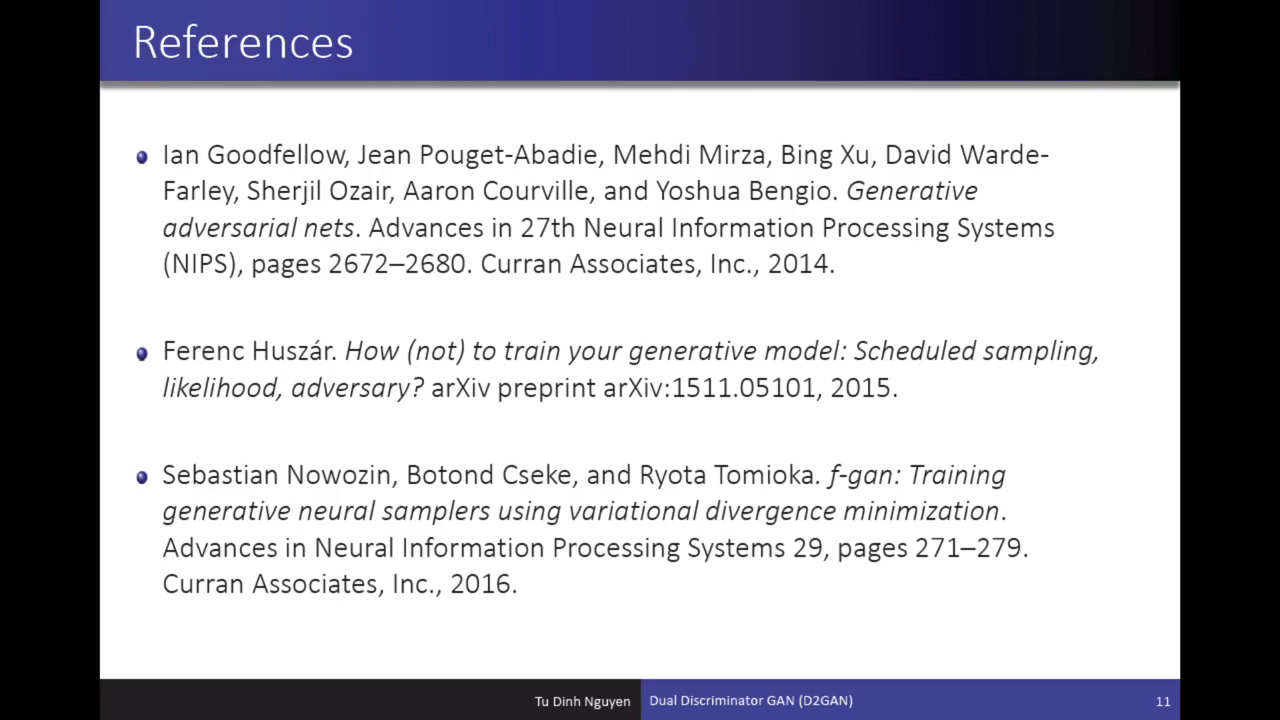 References
Ian Goodfellow, Jean Pouget-Abadie, Mehdi Mirza, Bing Xu, David Warde-
Farley, Sherjil Ozair, Aaron Courville, and Yoshua Bengio. Generative
adversarial nets. Advances in 27th Neural Information Processing Systems
(NIPS), pages 2672–2680. Curran Associates, Inc., 2014.
Ferenc Huszár. How (not) to train your generative model: Scheduled sampling,
likelihood, adversary? arXiv preprint arXiv:1511.05101, 2015.
Sebastian Nowozin, Botond Cseke, and Ryota Tomioka. f-gan: Training
generative neural samplers using variational divergence minimization.
Advances in Neural Information Processing Systems 29, pages 271–279.
Curran Associates, Inc., 2016.
Tu Dinh Nguyen Dual Discriminator GAN (D2GAN) 11